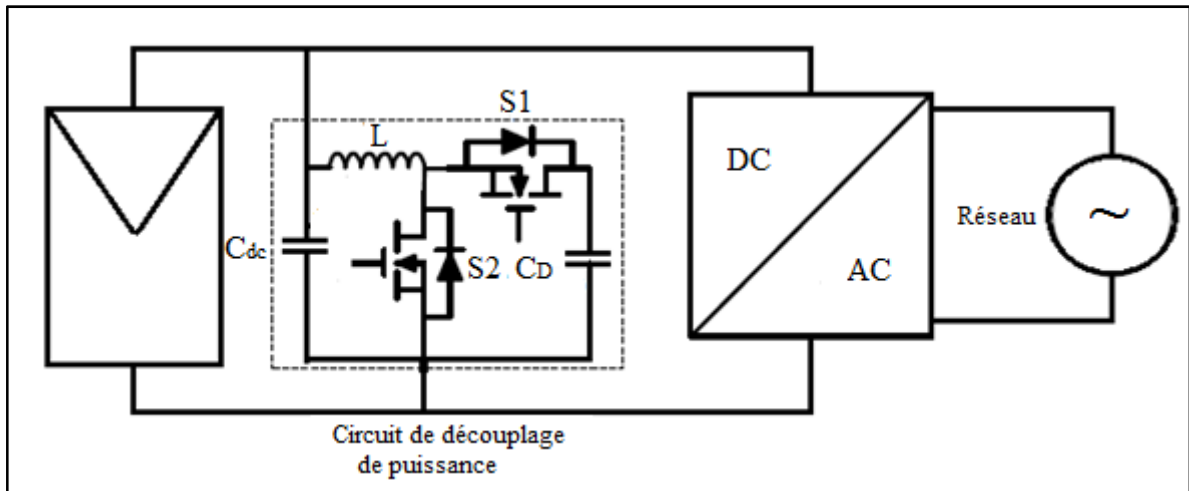 S1
L
DC
Réseau
~
Cdc
S2
CD
AC
Circuit de découplage
de puissance